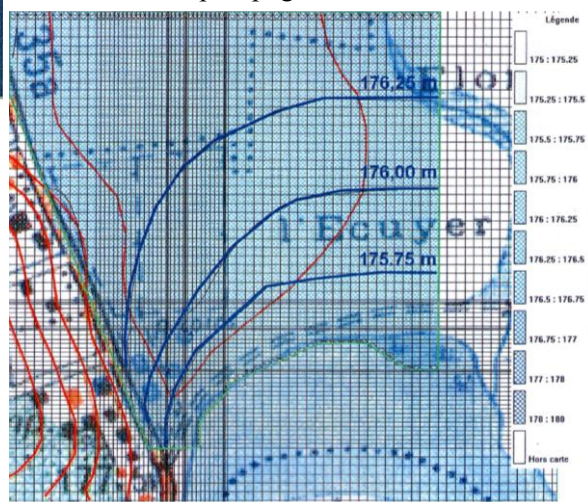 Légende
35a
176,25 m
Flo
175 : 175.25
175.25 : 175.5
175.5 : 175.75
175.75 : 176
176,00 m
176 : 176.25
l'Ecuyer
176.25 : 176.5
175.75 m
176.5 : 176.75
176.75 : 177
177 : 178
178 : 180
Hors carte